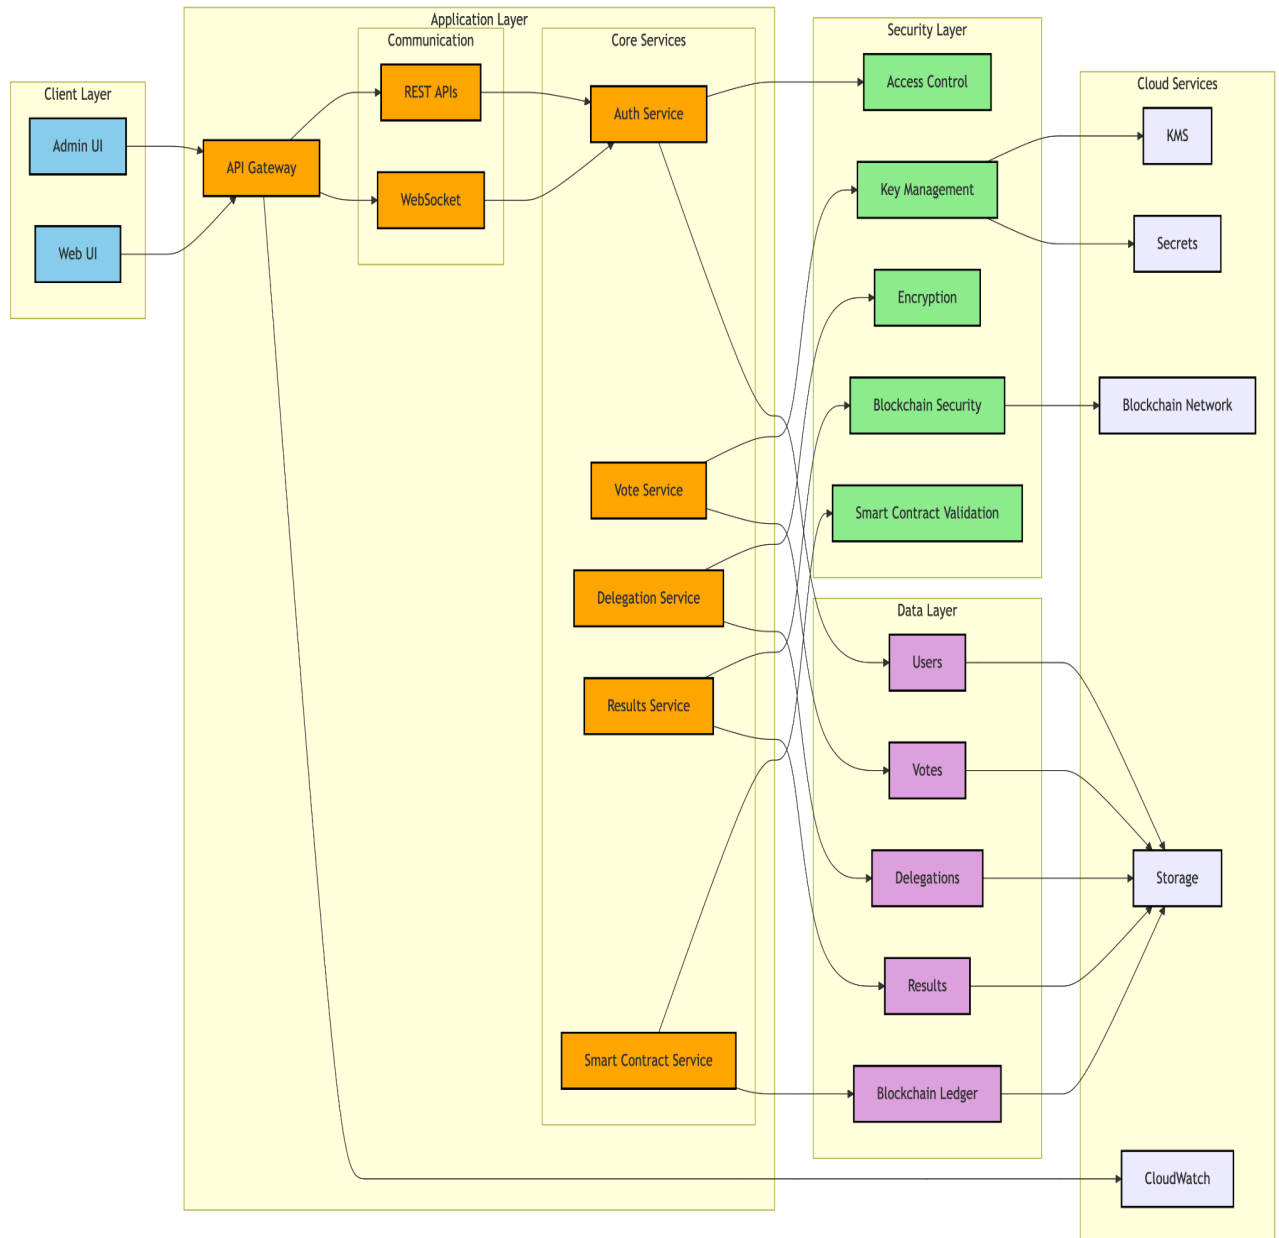 Application Layer
Communication
Core Services
Security Layer
Client Layer
Cloud Services
Admin UI
Web UI
API Gateway
REST APIs
WebSocket
Auth Service
Vote Service
Delegation Service
Results Service
Smart Contract Service
Access Control
Key Management
Encryption
Blockchain Security
Smart Contract Validation
Data Layer
Users
Votes
Delegations
Results
Blockchain Ledger
KMS
Secrets
Blockchain Network
Storage
CloudWatch